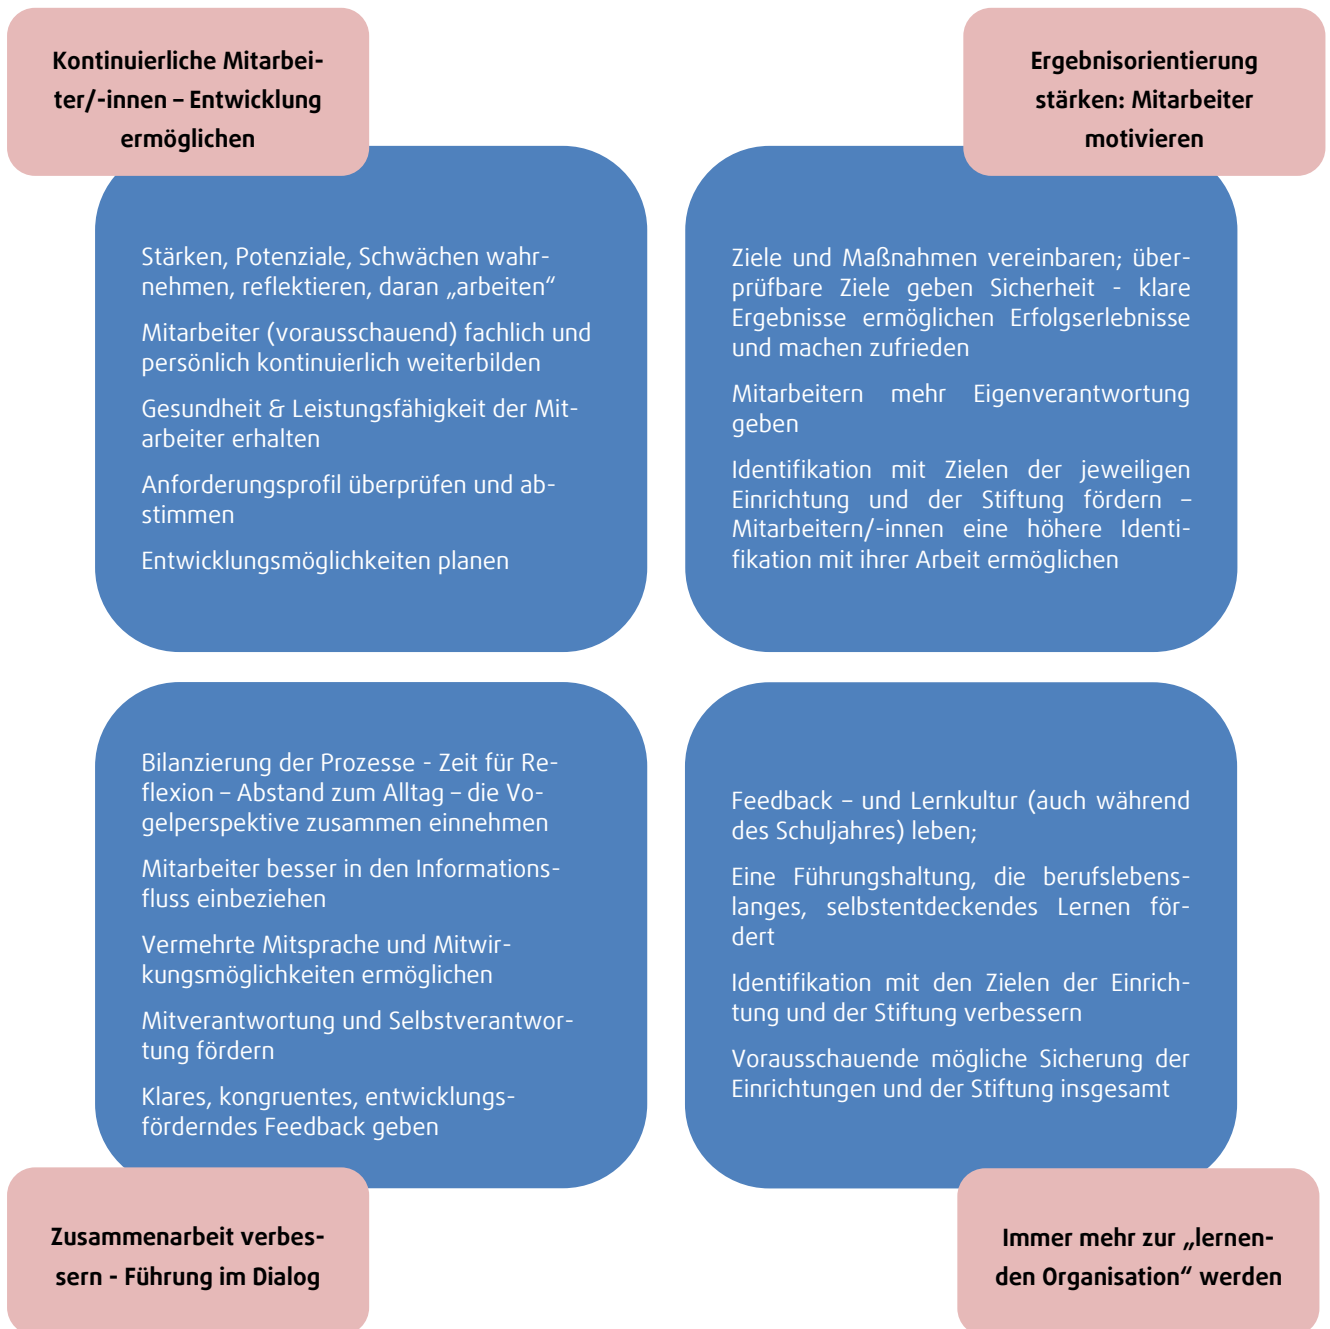 Kontinuierliche Mitarbei-
ter/-innen – Entwicklung
ermöglichen
Stärken, Potenziale, Schwächen wahr-
nehmen, reflektieren, daran „arbeiten“
Mitarbeiter (vorausschauend) fachlich und
persönlich kontinuierlich weiterbilden
Gesundheit & Leistungsfähigkeit der Mit-
arbeiter erhalten
Anforderungsprofil überprüfen und ab-
stimmen
Entwicklungsmöglichkeiten planen
Ergebnisorientierung
stärken: Mitarbeiter
motivieren
Ziele und Maßnahmen vereinbaren; über-
prüfbare Ziele geben Sicherheit - klare
Ergebnisse ermöglichen Erfolgserlebnisse
und machen zufrieden
Mitarbeitern mehr Eigenverantwortung
geben
Identifikation mit Zielen der jeweiligen
Einrichtung und der Stiftung fördern –
Mitarbeitern/-innen eine höhere Identi-
fikation mit ihrer Arbeit ermöglichen
Bilanzierung der Prozesse - Zeit für Re-
flexion – Abstand zum Alltag – die Vo-
gelperspektive zusammen einnehmen
Mitarbeiter besser in den Informations-
fluss einbeziehen
Vermehrte Mitsprache und Mitwir-
kungsmöglichkeiten ermöglichen
Mitverantwortung und Selbstverantwor-
tung fördern
Klares, kongruentes, entwicklungs-
förderndes Feedback geben
Zusammenarbeit verbes-
sern - Führung im Dialog
Feedback – und Lernkultur (auch während
des Schuljahres) leben;
Eine Führungshaltung, die berufslebens-
langes, selbstentdeckendes Lernen för-
dert
Identifikation mit den Zielen der Einrich-
tung und der Stiftung verbessern
Vorausschauende mögliche Sicherung der
Einrichtungen und der Stiftung insgesamt
Immer mehr zur „lernen-
den Organisation“ werden